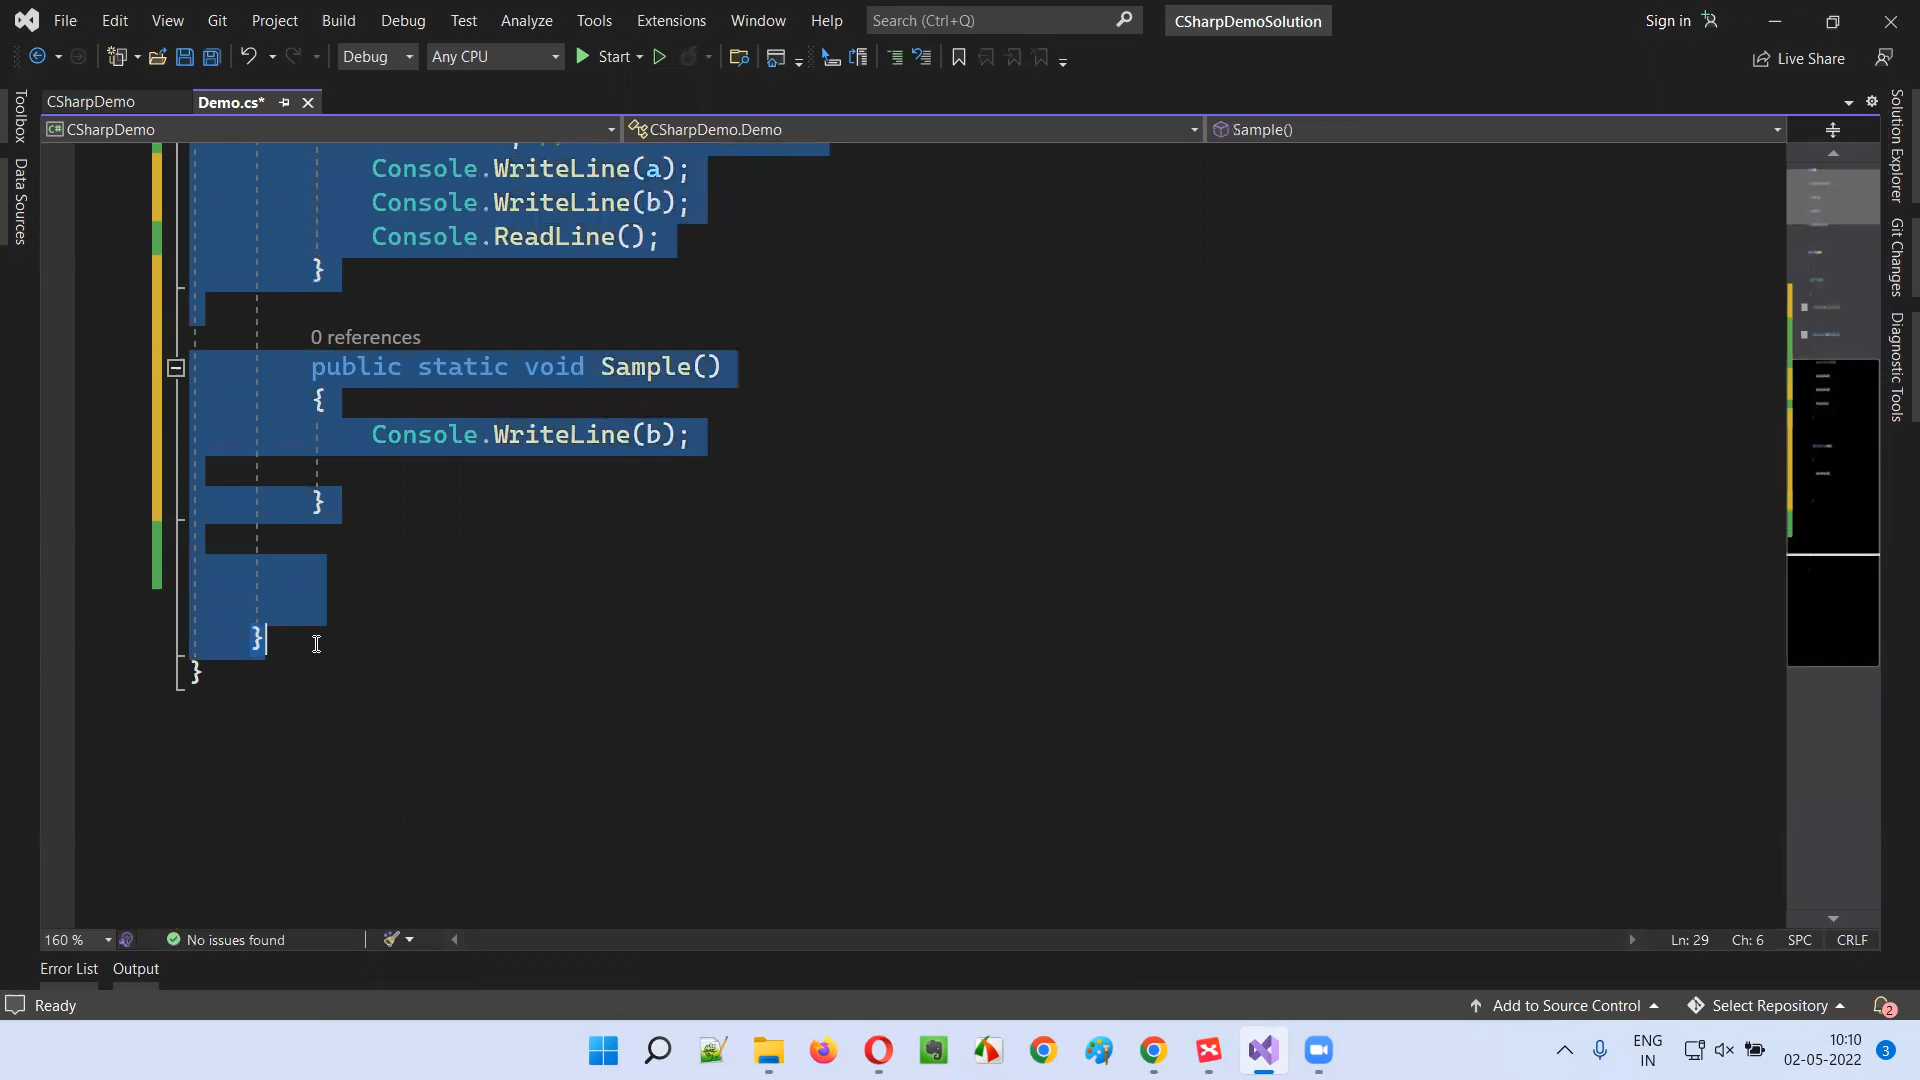 File Edit View Git Project Build Debug Test Analyze Tools Extensions Window Help Search (Ctrl+Q) CSharpDemoSolution Sign in
Debug Any CPU Start Live Share
CSharpDemo Demo.cs*
CSharpDemo CSharpDemo.Demo Sample()
Toolbox
Data Sources
Console.WriteLine(a);
Console.WriteLine(b);
Console.ReadLine();
}
0 references
public static void Sample()
{
Console.WriteLine(b);
}
}
}
Solution Explorer
Git Changes
Diagnostic Tools
160 % No issues found Ln: 29 Ch: 6 SPC CRLF
Error List Output
Ready Add to Source Control Select Repository 2
ENG
IN
10:10
02-05-2022
3